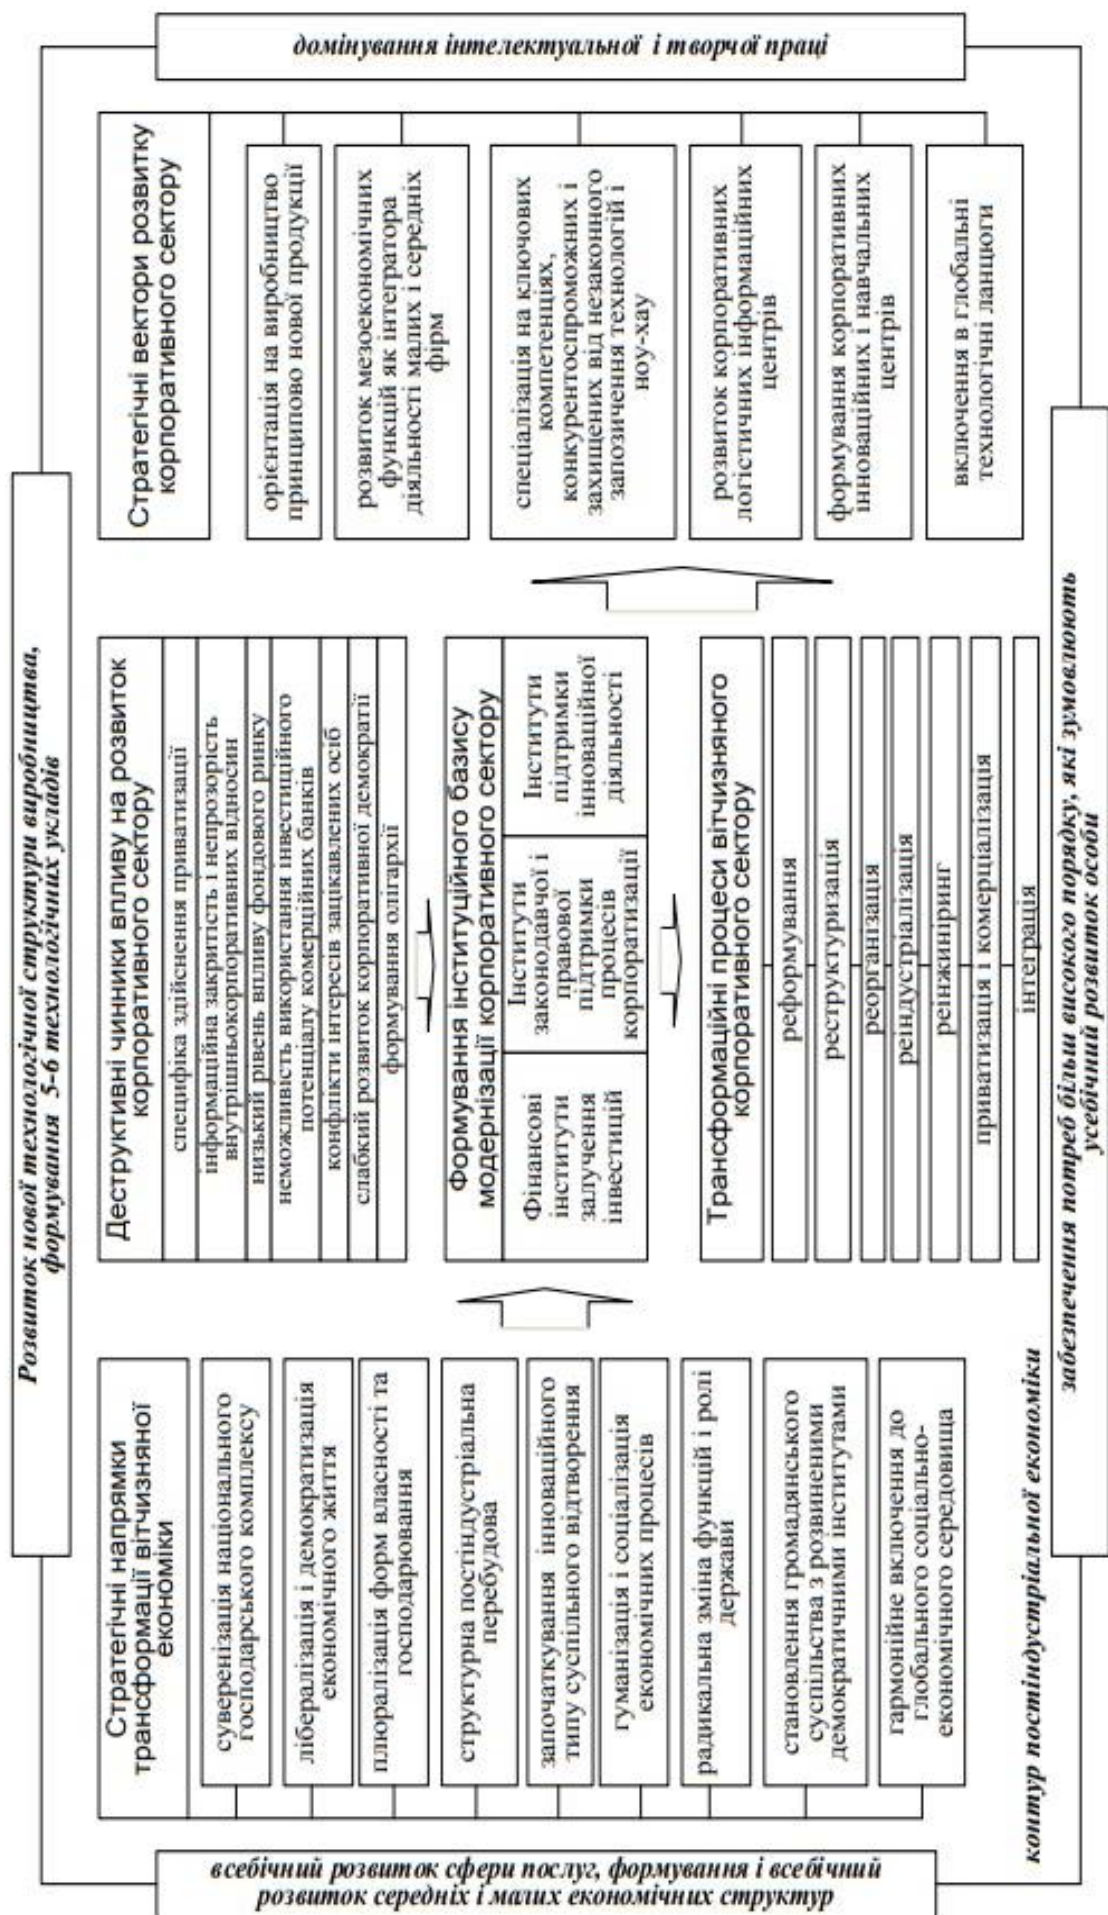 Розвиток нової технологічної структури виробництва,
формування 5-6 технологічних укладів
всебічний розвиток сфери послуг, формування і всебічний
розвиток середніх і малих економічних структур
Стратегічні напрямки
трансформації вітчизняної
економіки
суверенізація національного
господарського комплексу
лібералізація і демократизація
економічного життя
плюралізація форм власності та
господарювання
структурна постіндустріальна
перебудова
започаткування інноваційного
типу суспільного відтворення
гуманізація і соціалізація
економічних процесів
радикальна зміна функцій і ролі
держави
становлення громадянського
суспільства з розвиненими
демократичними інститутами
гармонійне включення до
глобального соціально-
економічного середовища
Деструктивні чинники впливу на розвиток
корпоративного сектору
специфіка здійснення приватизації
інформаційна закритість і непрозорість
внутрішньокорпоративних відносин
низький рівень впливу фондового ринку
неможливість використання інвестиційного
потенціалу комерційних банків
конфлікти інтересів зацікавлених осіб
слабкий розвиток корпоративної демократії
формування олігархії
Формування інституційного базису
модернізації корпоративного сектору
Фінансові
інститути
залучення
інвестицій
Інститути
законодавчої і
правової
підтримки
процесів
корпоратизації
Інститути
підтримки
інноваційної
діяльності
Трансформаційні процеси вітчизняного
корпоративного сектору
реформування
реструктуризація
реорганізація
реіндустріалізація
реінжиніринг
приватизація і комерціалізація
інтеграція
Стратегічні вектори розвитку
корпоративного сектору
орієнтація на виробництво
принципово нової продукції
розвиток мезоекономічних
функцій як інтегратора
діяльності малих і середніх
фірм
спеціалізація на ключових
компетенціях,
конкурентоспроможних і
захищених від незаконного
запозичення технологій і
ноу-хау
розвиток корпоративних
логістичних інформаційних
центрів
формування корпоративних
інноваційних і навчальних
центрів
включення в глобальні
технологічні ланцюги
домінування інтелектуальної і творчої праці
контур постіндустріальної економіки
забезпечення потреб більш високого порядку, які зумовлюють
усебічний розвиток особи